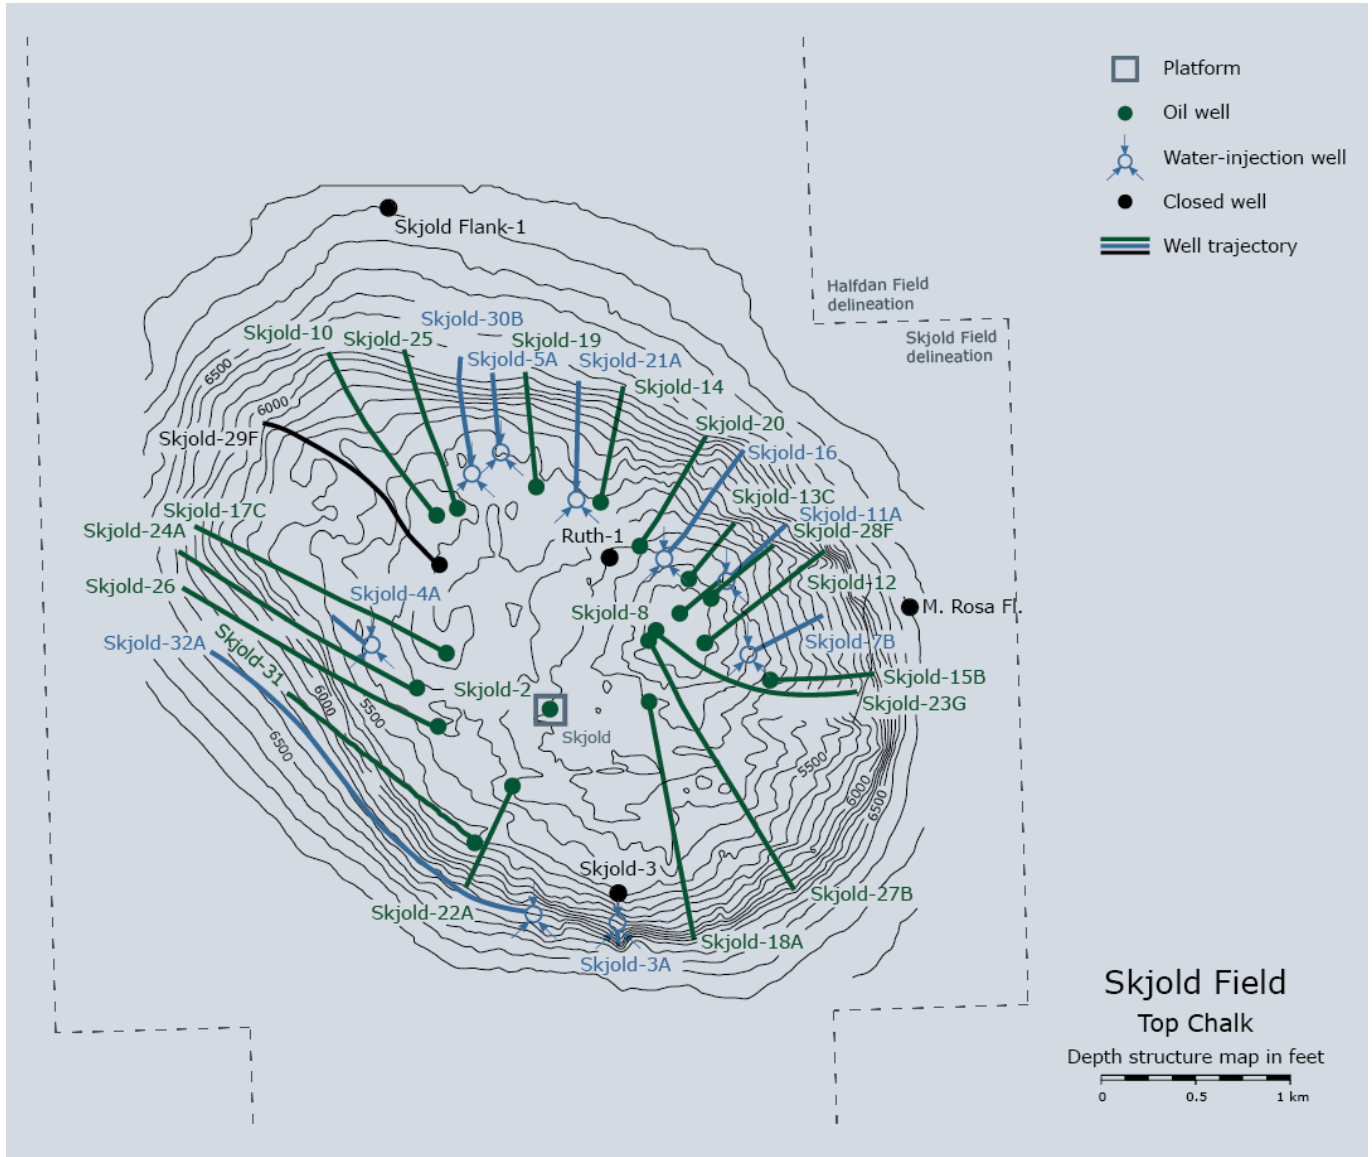 Platform
Oil well
Water-injection well
Closed well
Well trajectory
Skjold Flank-1
Halfdan Field
delineation
Skjold Field
delineation
Skjold-30B
Skjold-10
Skjold-25
Skjold-19
Skjold-5A
Skjold-21A
6500
Skjold-14
6000
Skjold-20
Skjold-29F
Skjold-16
Skjold-13C
Skjold-17C
Skjold-11A
Skjold-24A
Skjold-28F
Ruth-1
Skjold-26
Skjold-12
Skjold-4A
Skjold-8
M. Rosa Fl.
Skjold-32A
Skjold-31
Skjold-7B
Skjold-15B
Skjold-2
6000
5500
Skjold-23G
Skjold
6500
5500
6000
6500
Skjold-3
Skjold-27B
Skjold-22A
Skjold-18A
Skjold-3A
Skjold Field
Top Chalk
Depth structure map in feet
0 0.5 1 km